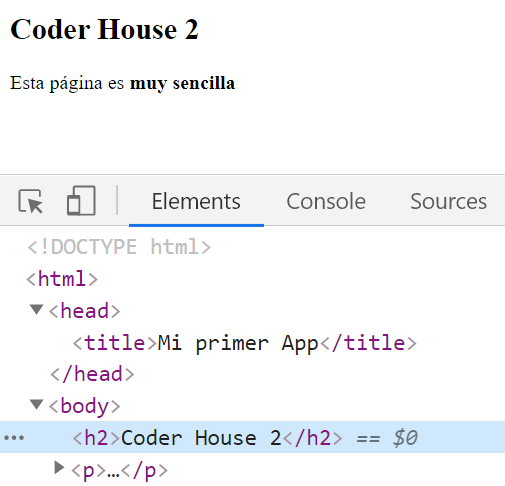 Coder House 2
Esta página es muy sencilla
Elements Console Sources
<!DOCTYPE html>
<html>
<head>
<title>Mi primer App</title>
</head>
<body>
<h2>Coder House 2</h2> == $0
<p>…</p>